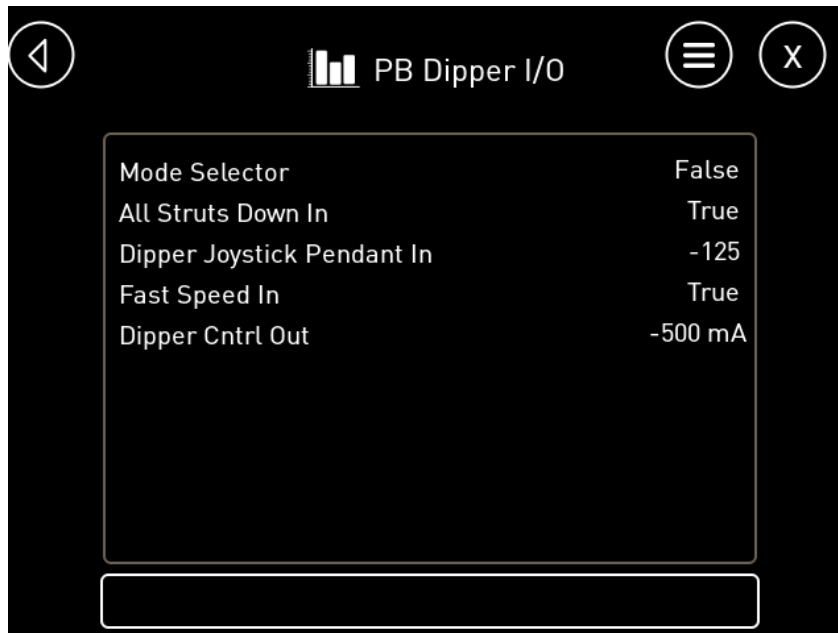 PB Dipper I/O
X
Mode Selector False
All Struts Down In True
Dipper Joystick Pendant In -125
Fast Speed In True
Dipper Cntrl Out -500 mA